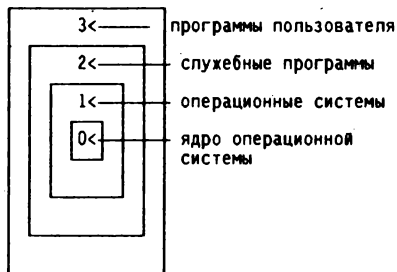 3< программы пользователя
2< служебные программы
1< операционные системы
0< ядро операционной
системы